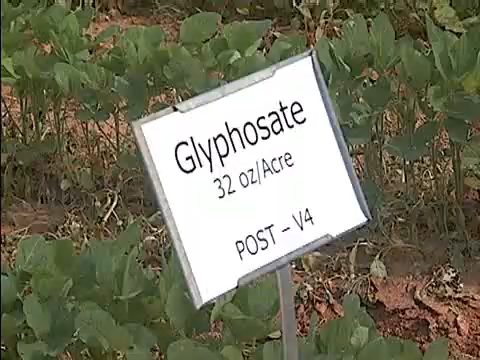 Glyphosate
32 oz/Acre
POST – V4